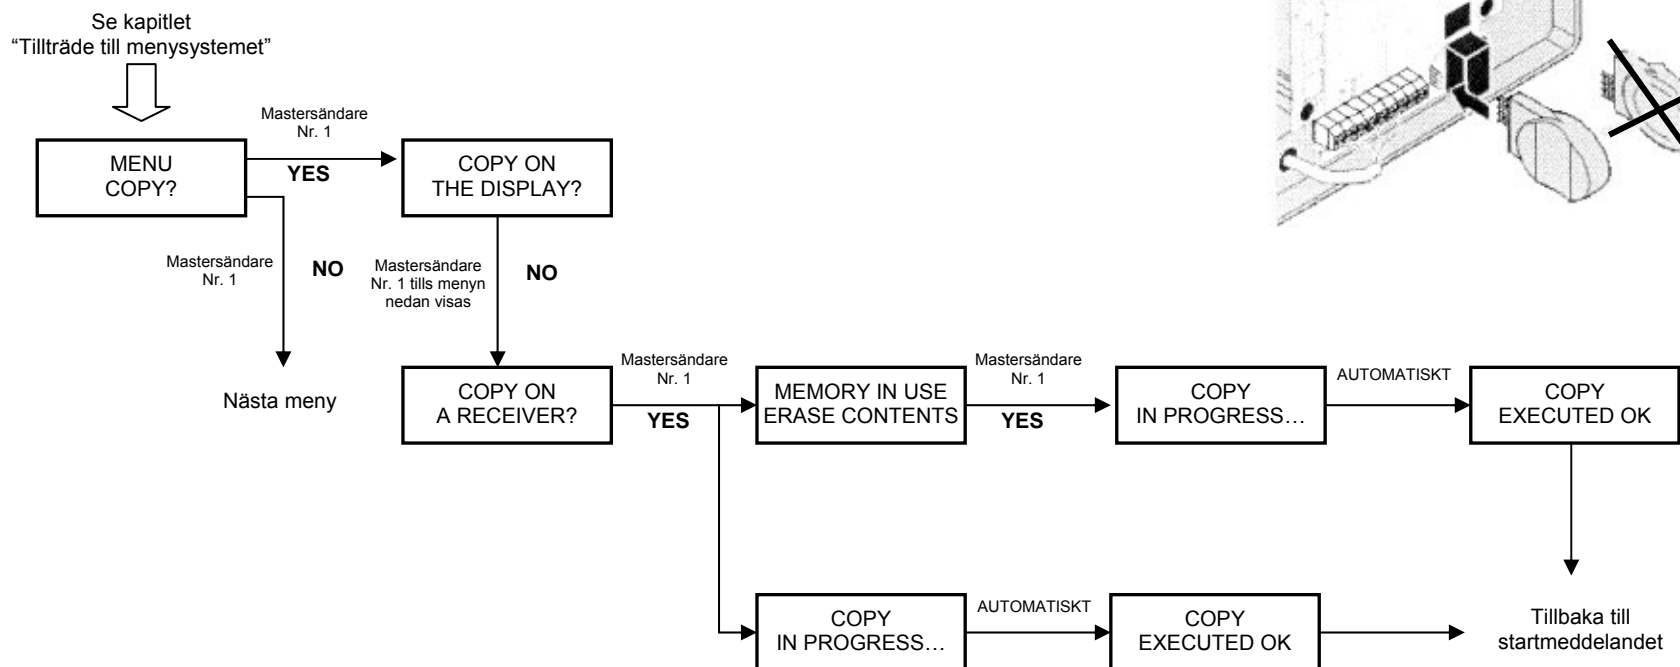 Se kapitlet
“Tillträde till menysystemet”
Mastersändare
Nr. 1
YES
MENU
COPY?
COPY ON
THE DISPLAY?
Mastersändare
Nr. 1
NO
Mastersändare
Nr. 1 tills menyn
nedan visas
NO
Nästa meny
COPY ON
A RECEIVER?
Mastersändare
Nr. 1
YES
MEMORY IN USE
ERASE CONTENTS
Mastersändare
Nr. 1
YES
COPY
IN PROGRESS…
AUTOMATISKT
COPY
EXECUTED OK
COPY
IN PROGRESS…
AUTOMATISKT
COPY
EXECUTED OK
Tillbaka till
startmeddelandet